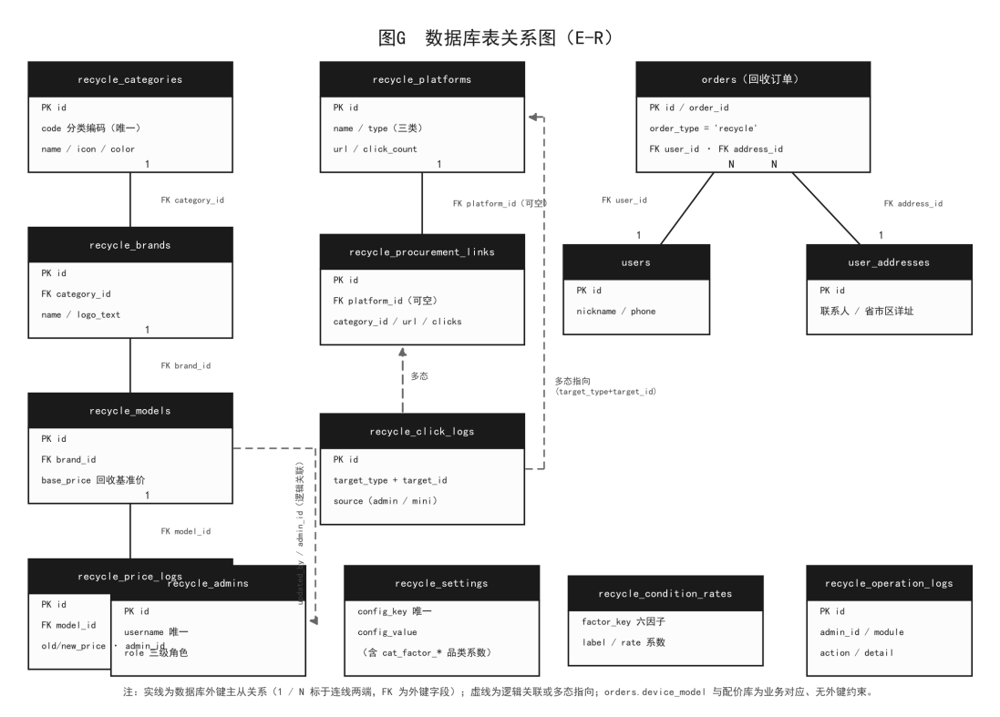 图G  数据库表关系图（E-R）
recycle_categories
PK id
code 分类编码（唯一）
name / icon / color
1
FK category_id
recycle_brands
PK id
FK category_id
name / logo_text
1
FK brand_id
recycle_models
PK id
FK brand_id
base_price 回收基准价
1
FK model_id
recycle_price_logs
PK id
FK model_id
old/new_price · admin_id
recycle_platforms
PK id
name / type（三类）
url / click_count
1
FK platform_id（可空）
recycle_procurement_links
PK id
FK platform_id（可空）
category_id / url / clicks
多态
recycle_click_logs
PK id
target_type + target_id
source（admin / mini）
多态指向
(target_type+target_id)
updated_by / admin_id（逻辑关联）
orders（回收订单）
PK id / order_id
order_type = 'recycle'
FK user_id · FK address_id
N
N
FK user_id
FK address_id
1
1
users
PK id
nickname / phone
user_addresses
PK id
联系人 / 省市区详址
recycle_admins
PK id
username 唯一
role 三级角色
recycle_settings
config_key 唯一
config_value
（含 cat_factor_* 品类系数）
recycle_condition_rates
factor_key 六因子
label / rate 系数
recycle_operation_logs
PK id
admin_id / module
action / detail
注：实线为数据库外键主从关系（1 / N 标于连线两端，FK 为外键字段）；虚线为逻辑关联或多态指向；orders.device_model 与配价库为业务对应、无外键约束。